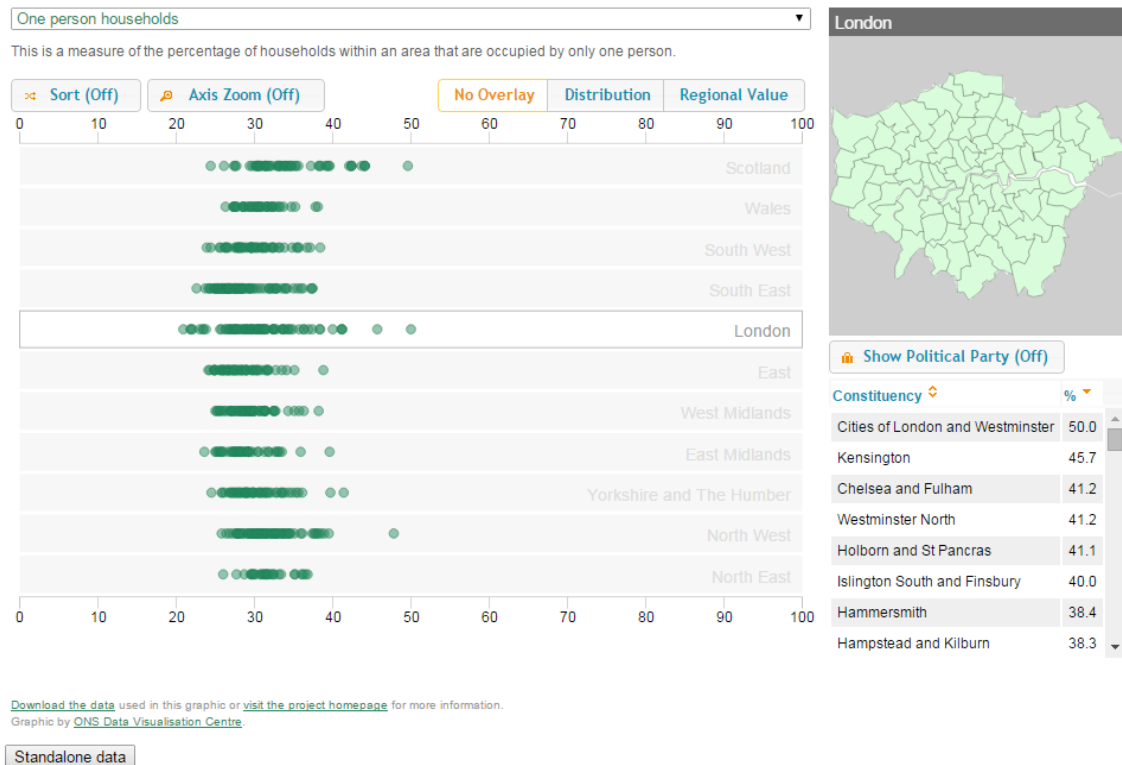 One person households
This is a measure of the percentage of households within an area that are occupied by only one person.
Sort (Off)
Axis Zoom (Off)
No Overlay
Distribution
Regional Value
0 10 20 30 40 50 60 70 80 90 100
Scotland
Wales
South West
South East
London
East
West Midlands
East Midlands
Yorkshire and The Humber
North West
North East
0 10 20 30 40 50 60 70 80 90 100
London
Show Political Party (Off)
Constituency %
Cities of London and Westminster 50.0
Kensington 45.7
Chelsea and Fulham 41.2
Westminster North 41.2
Holborn and St Pancras 41.1
Islington South and Finsbury 40.0
Hammersmith 38.4
Hampstead and Kilburn 38.3
Download the data used in this graphic or visit the project homepage for more information.
Graphic by ONS Data Visualisation Centre.
Standalone data